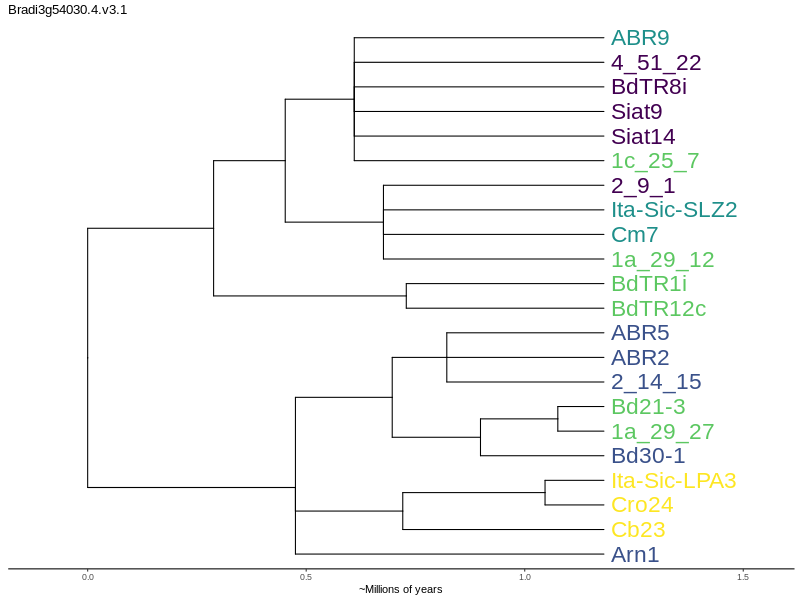 Bradi3g54030.4.v3.1
ABR9
4_51_22
BdTR8i
Siat9
Siat14
1c_25_7
2_9_1
Ita-Sic-SLZ2
Cm7
1a_29_12
BdTR1i
BdTR12c
ABR5
ABR2
2_14_15
Bd21-3
1a_29_27
Bd30-1
Ita-Sic-LPA3
Cro24
Cb23
Arn1
0.0 0.5 1.0 1.5
~Millions of years